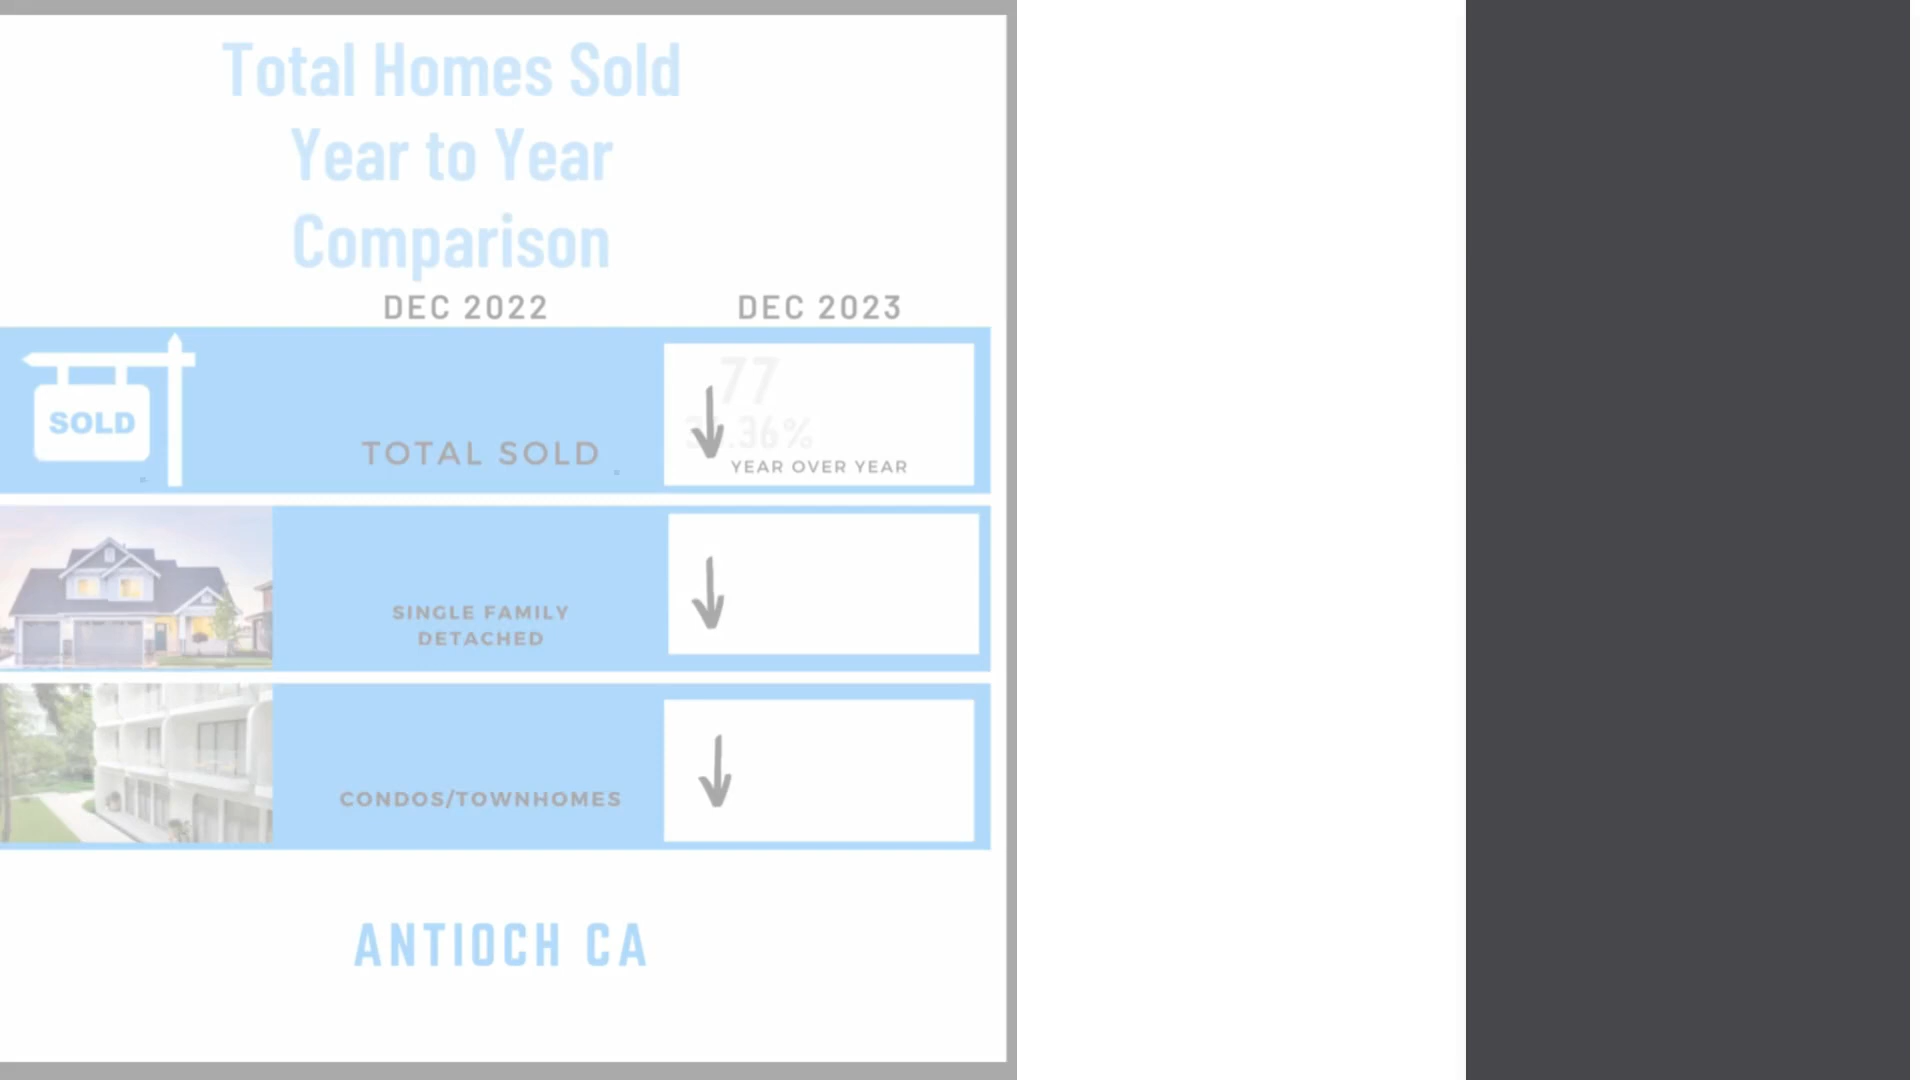 Total Homes Sold
Year to Year
Comparison
DEC 2022 DEC 2023
SOLD
TOTAL SOLD
77
YEAR OVER YEAR
SINGLE FAMILY
DETACHED
CONDOS/TOWNHOMES
ANTIOCH CA